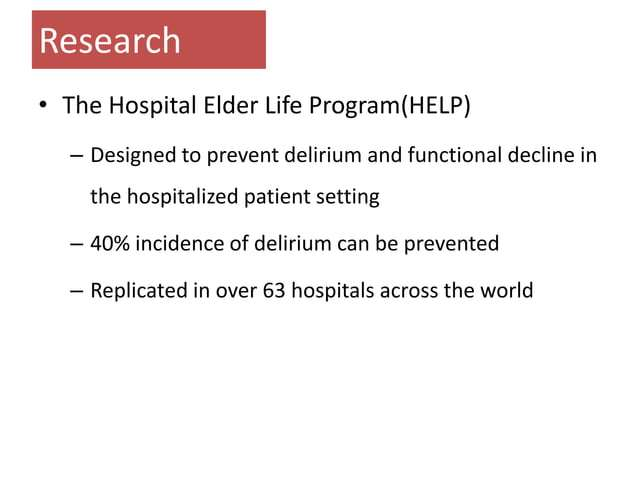 Research
• The Hospital Elder Life Program(HELP)
– Designed to prevent delirium and functional decline in
the hospitalized patient setting
– 40% incidence of delirium can be prevented
– Replicated in over 63 hospitals across the world